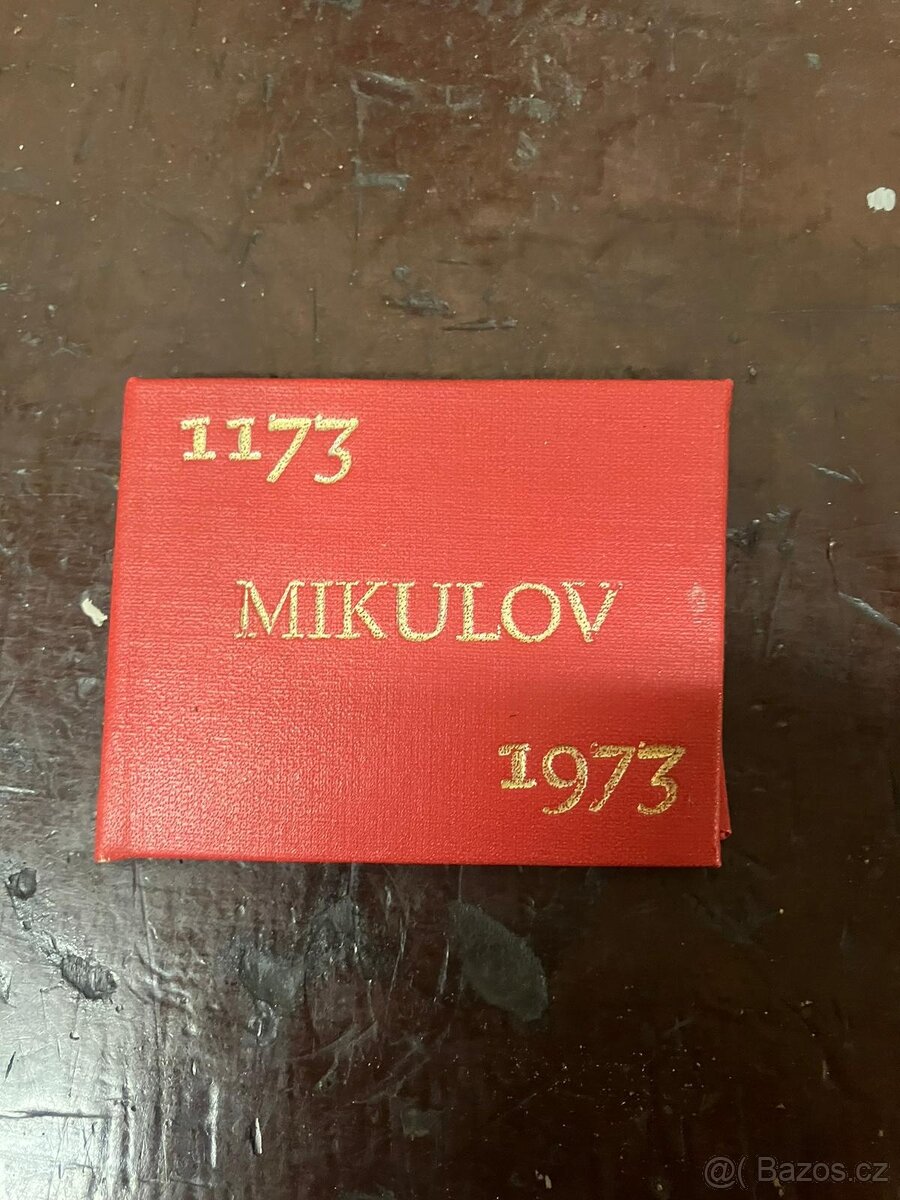 1173
MIKULOV
1973
@( Bazos.cz